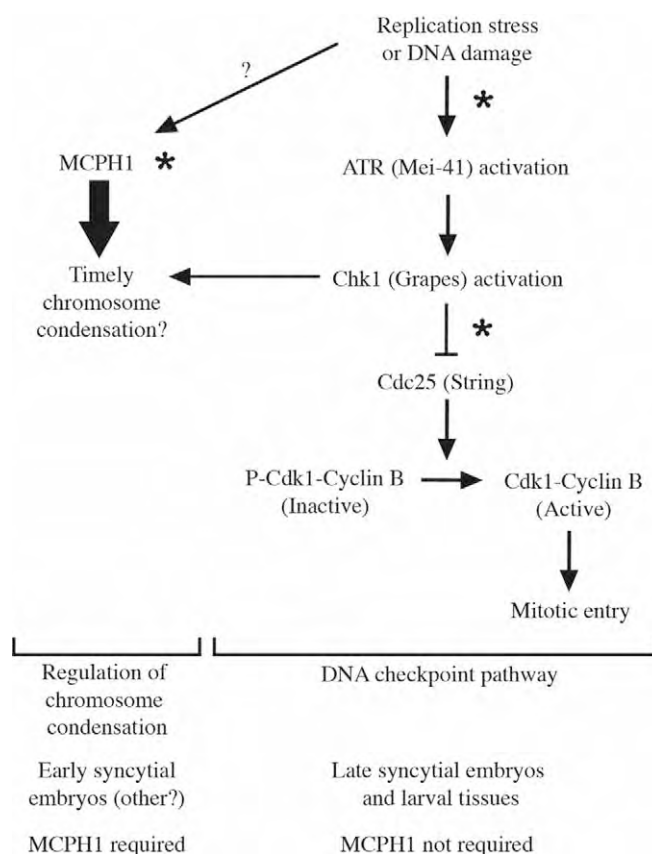 Replication stress
or DNA damage
?
*
MCPH1 *
ATR (Mei-41) activation
Timely
chromosome
condensation?
Chk1 (Grapes) activation
*
Cdc25 (String)
P-Cdk1-Cyclin B
(Inactive)
Cdk1-Cyclin B
(Active)
Mitotic entry
Regulation of
chromosome
condensation
DNA checkpoint pathway
Early syncytial
embryos (other?)
Late syncytial embryos
and larval tissues
MCPH1 required
MCPH1 not required